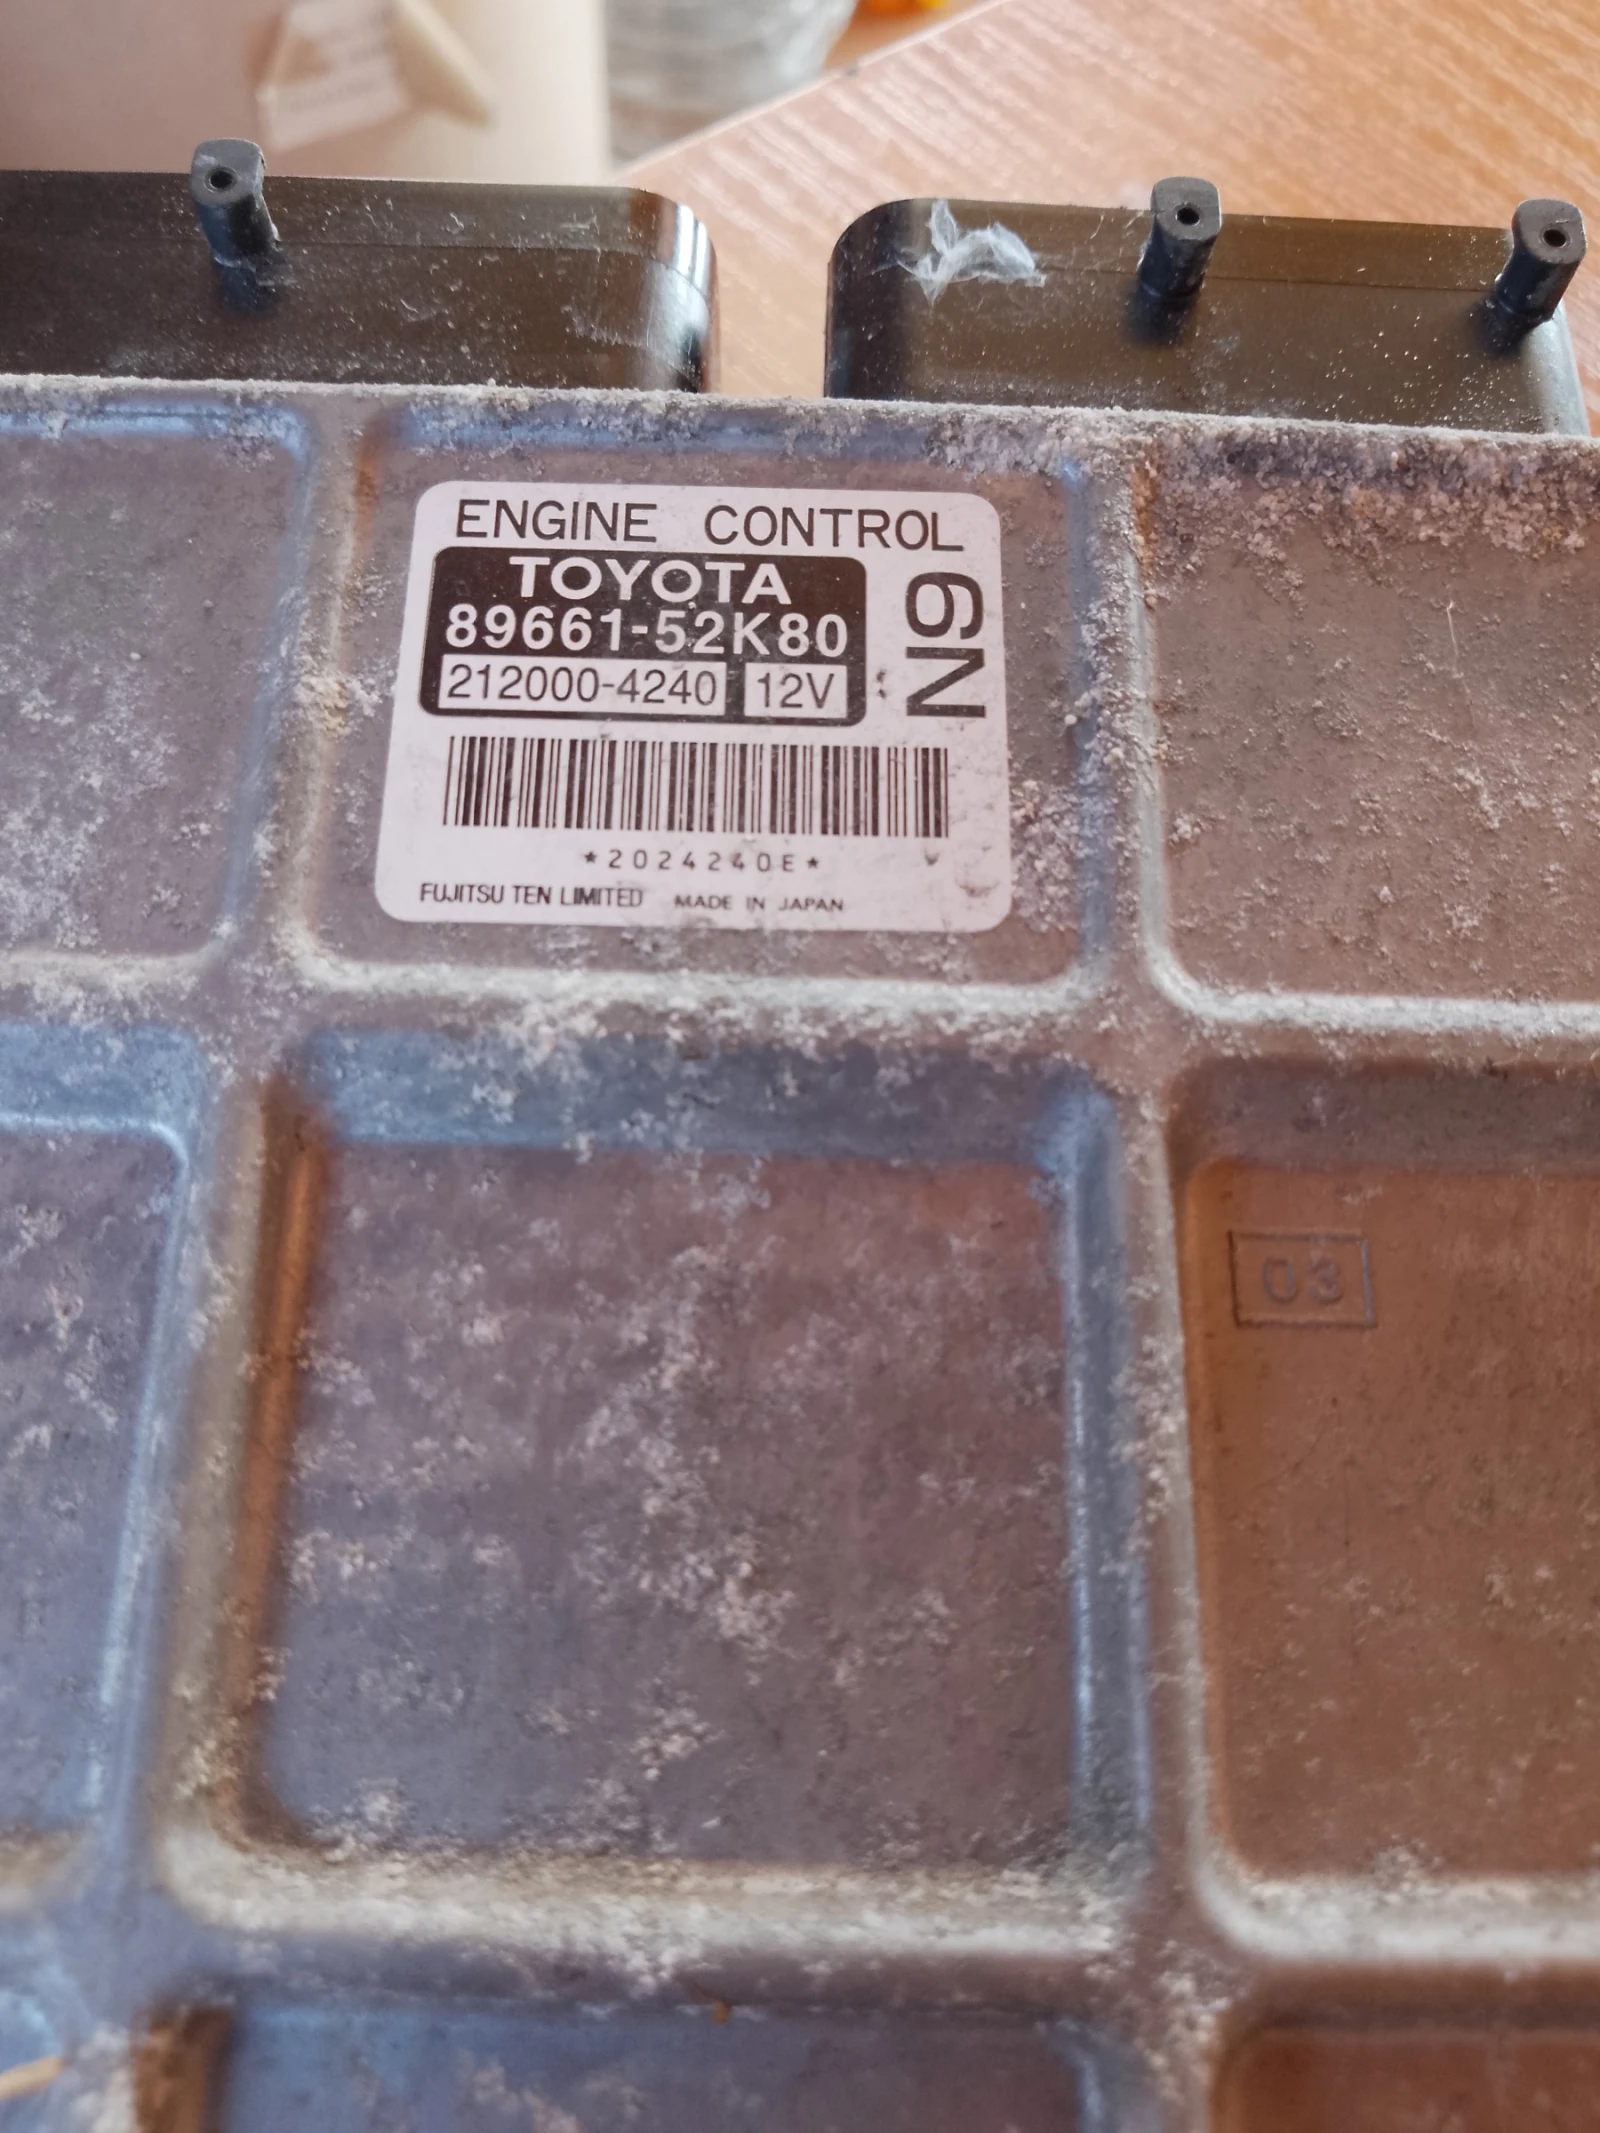 ENGINE CONTROL
TOYOTA
89661-52K80
212000-4240 12V
N9
*2024240E*
FUJITSU TEN LIMITED MADE IN JAPAN
03